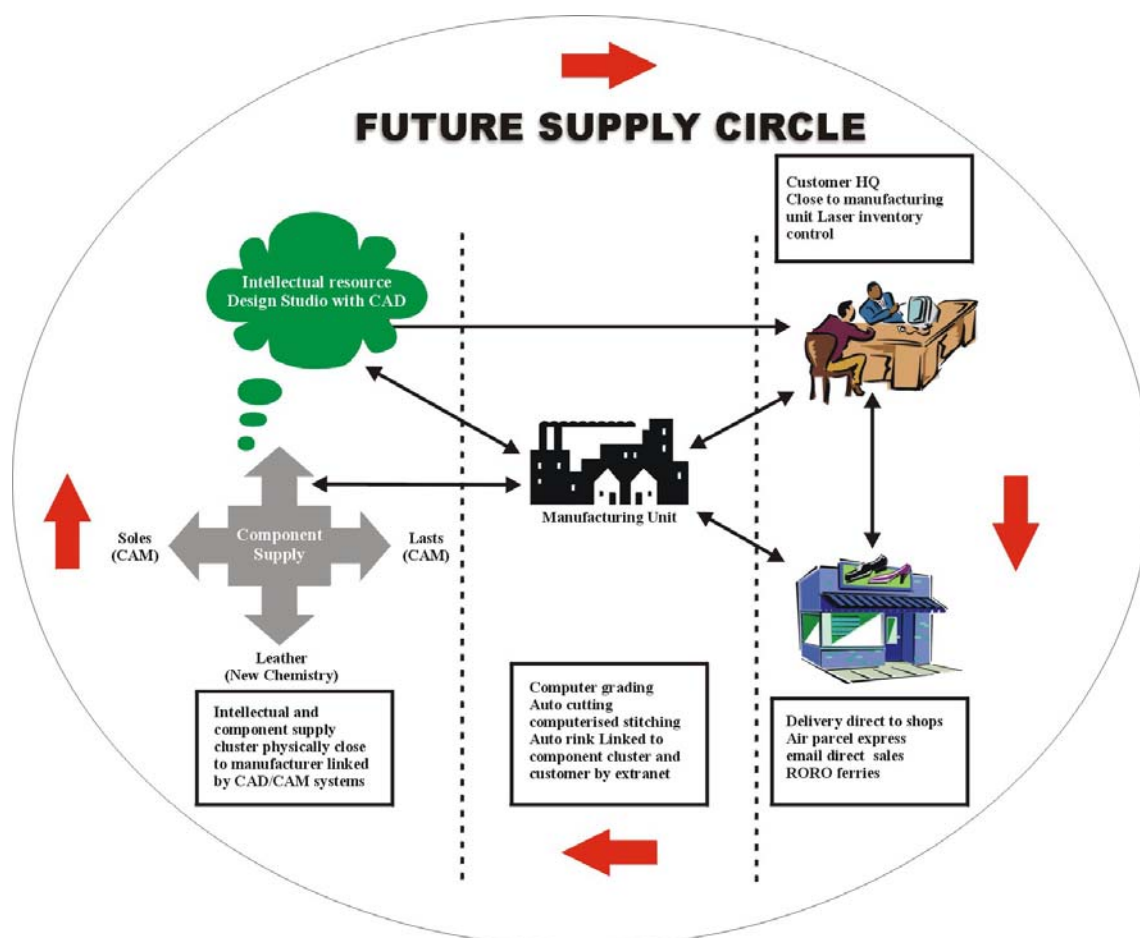 FUTURE SUPPLY CIRCLE
Customer HQ
Close to manufacturing
unit Laser inventory
control
Intellectual resource
Design Studio with CAD
Manufacturing Unit
Soles
(CAM)
Component
Supply
Lasts
(CAM)
Leather
(New Chemistry)
Intellectual and
component supply
cluster physically close
to manufacturer linked
by CAD/CAM systems
Computer grading
Auto cutting
computerised stitching
Auto rink Linked to
component cluster and
customer by extranet
Delivery direct to shops
Air parcel express
email direct sales
RORO ferries